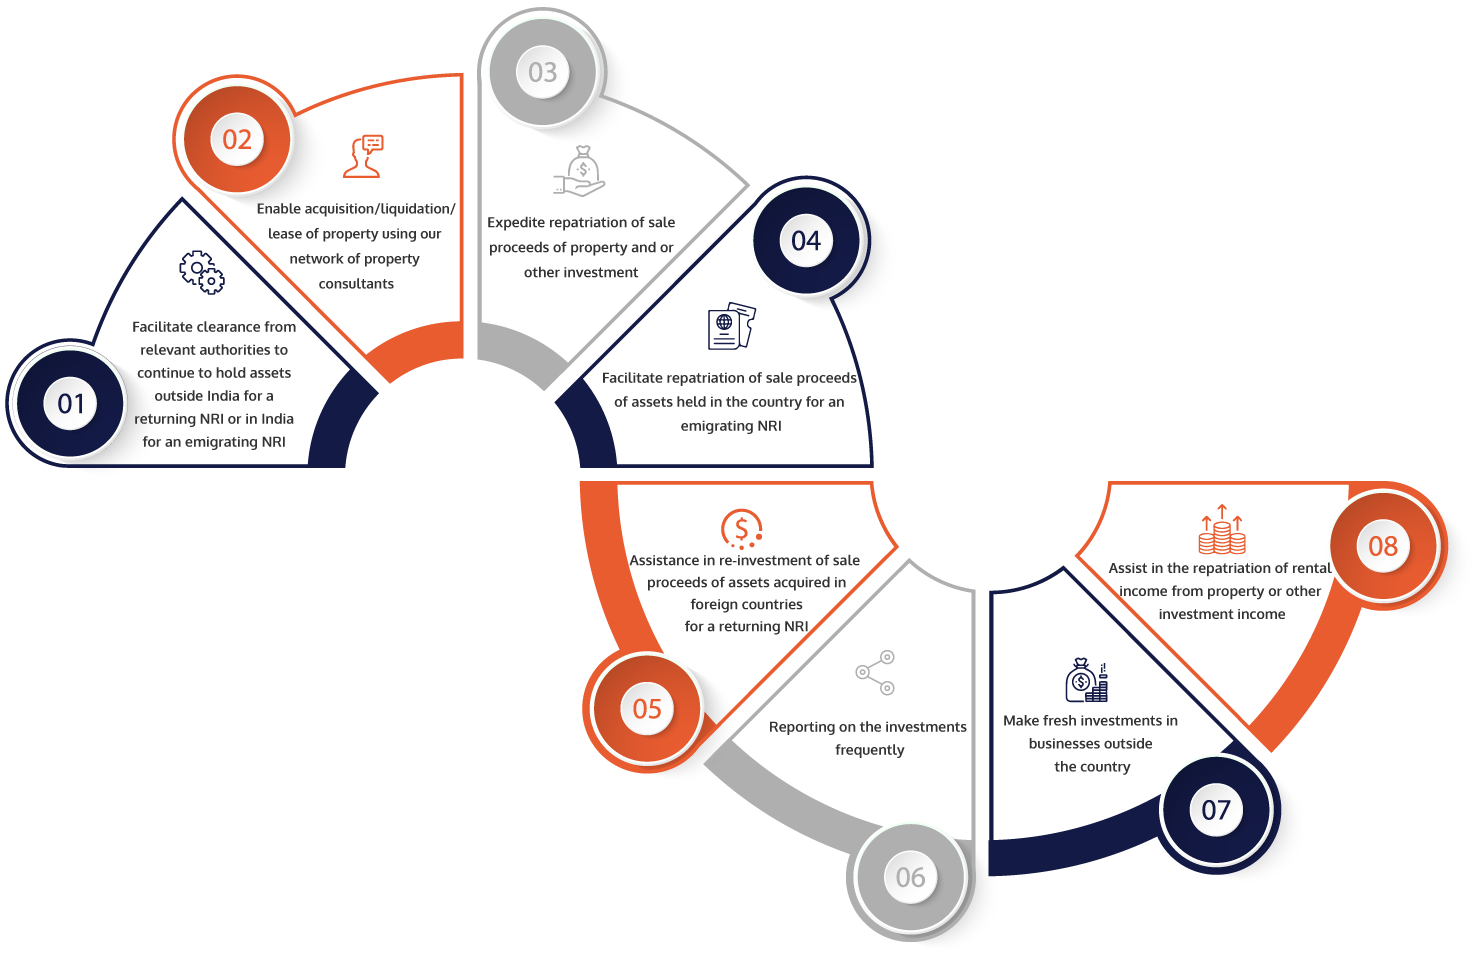 01
Facilitate clearance from
relevant authorities to
continue to hold assets
outside India for a
returning NRI or in India
for an emigrating NRI
02
Enable acquisition/liquidation/
lease of property using our
network of property
consultants
03
Expedite repatriation of sale
proceeds of property and or
other investment
04
Facilitate repatriation of sale proceeds
of assets held in the country for an
emigrating NRI
05
Assistance in re-investment of sale
proceeds of assets acquired in
foreign countries
for a returning NRI
06
Reporting on the investments
frequently
07
Make fresh investments in
businesses outside
the country
08
Assist in the repatriation of rental
income from property or other
investment income